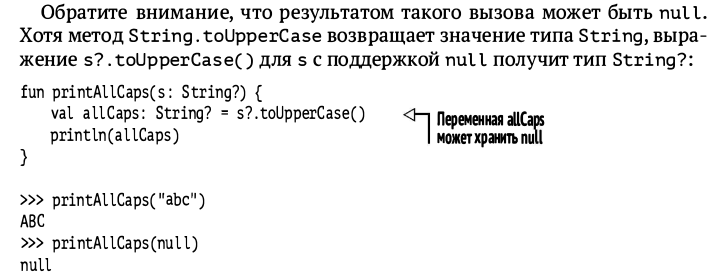 Обратите внимание, что результатом такого вызова может быть null.
Хотя метод String.toUpperCase возвращает значение типа String, выра-
жение s?.toUpperCase() для s с поддержкой null получит тип String?:
fun printAllCaps(s: String?) {
    val allCaps: String? = s?.toUpperCase()
    println(allCaps)
}
Переменная allCaps
может хранить null
>>> printAllCaps("abc")
ABC
>>> printAllCaps(null)
null